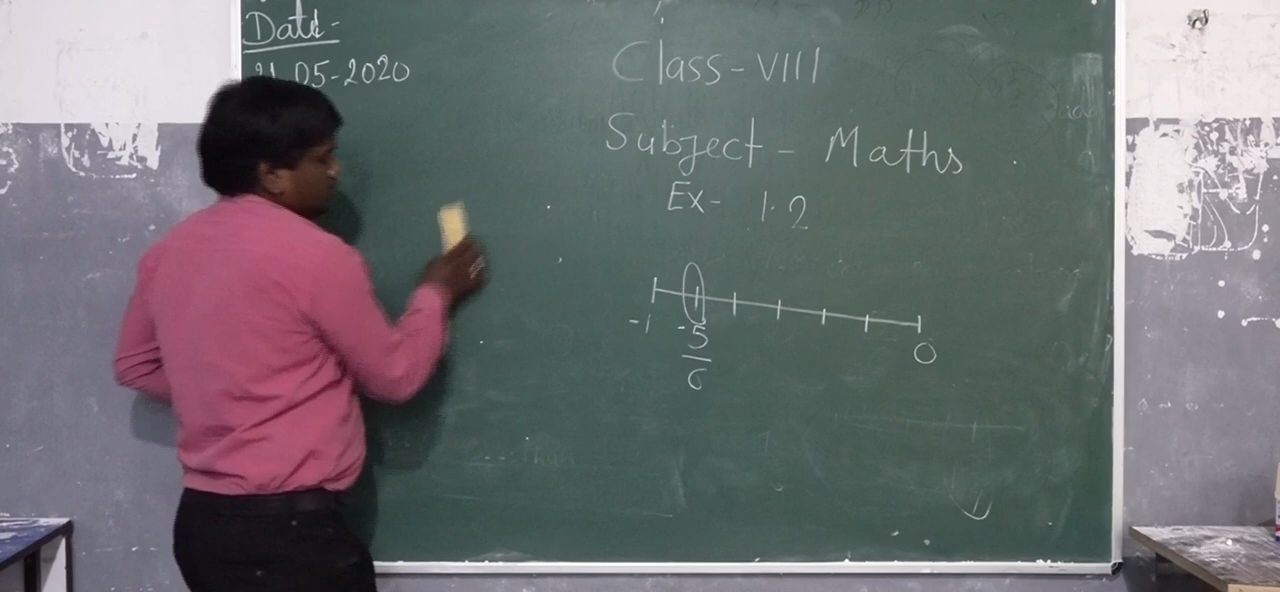 Date-
21-05-2020
Class-VIII
Subject - Maths
Ex- 1.2
-1
-5
6
0